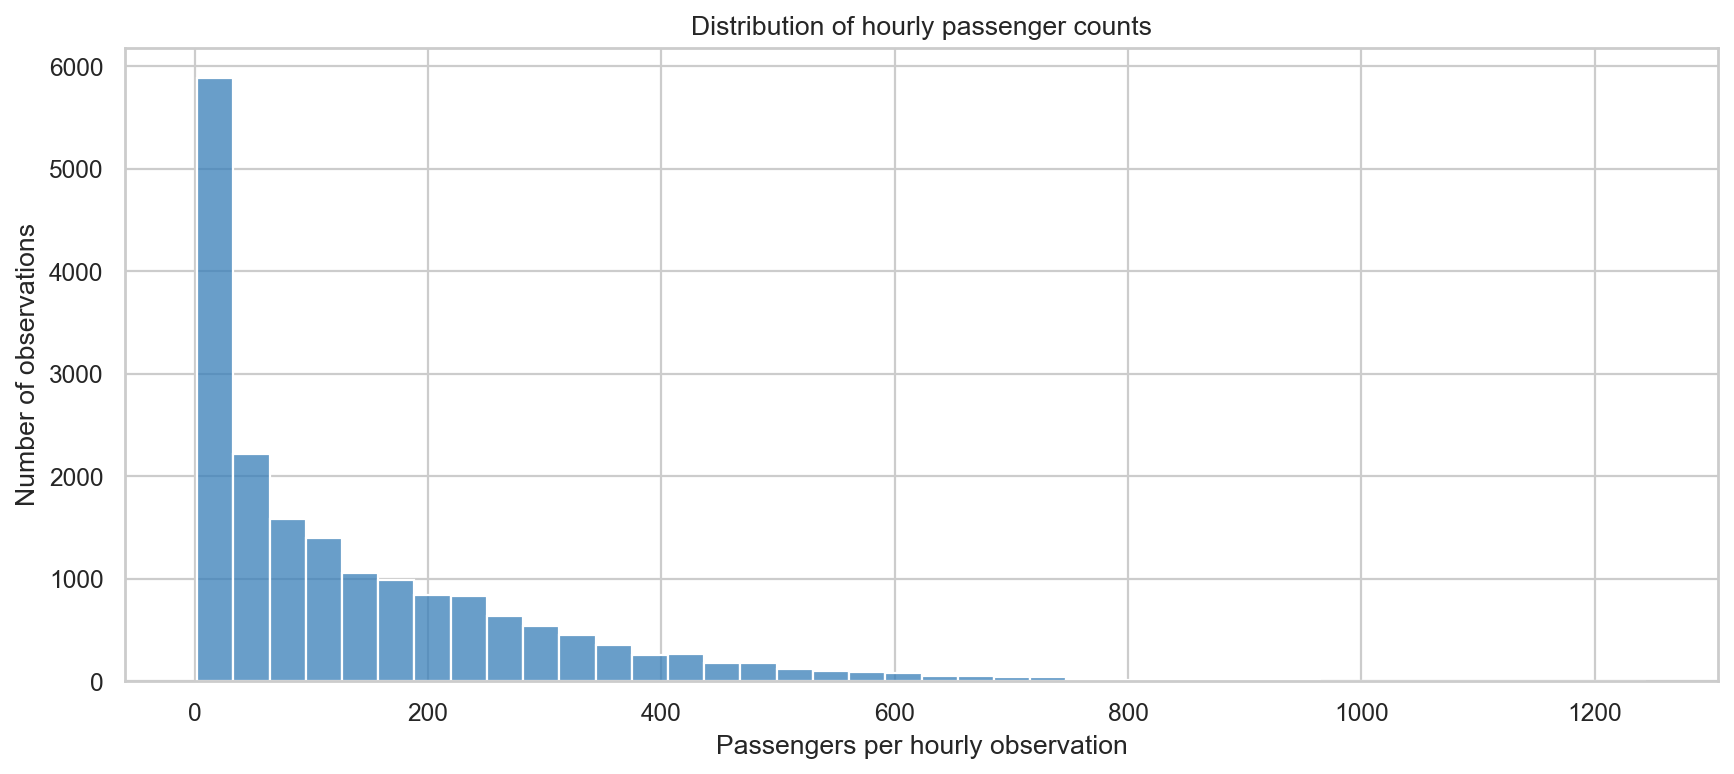 Distribution of hourly passenger counts
Number of observations
6000
5000
4000
3000
2000
1000
0
0 200 400 600 800 1000 1200
Passengers per hourly observation